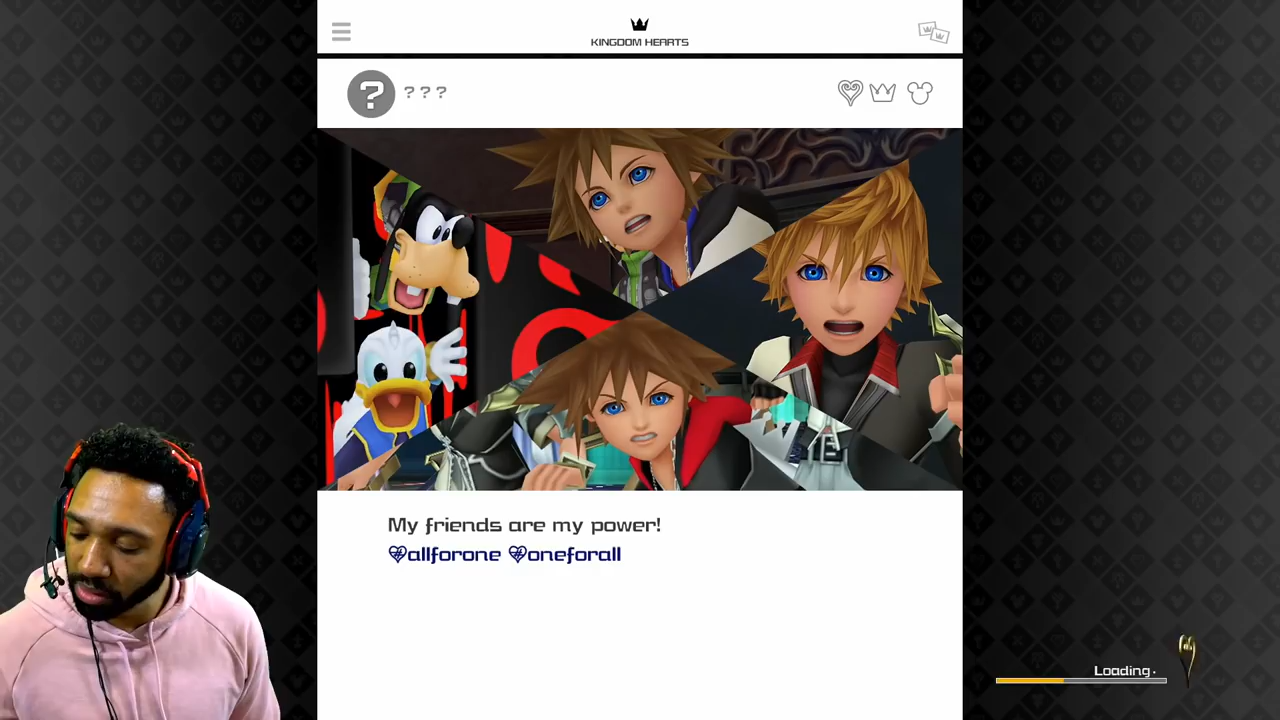 KINGDOM HEARTS
? ? ? ?
My friends are my power!
allforone oneforall
Loading·